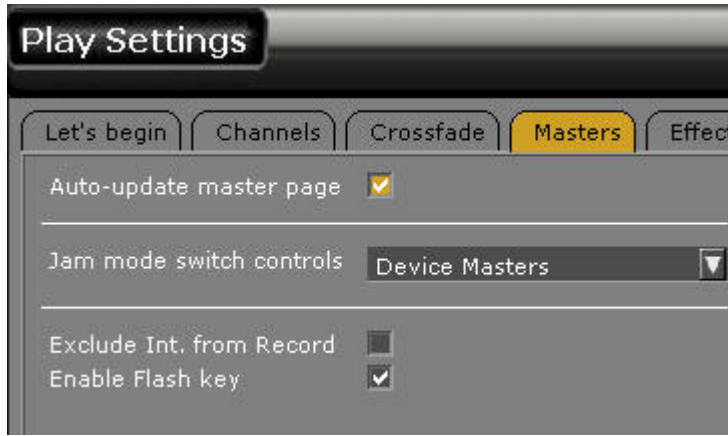 Play Settings
Let's begin Channels Crossfade Masters Effec
Auto-update master page
Jam mode switch controls Device Masters
Exclude Int. from Record
Enable Flash key